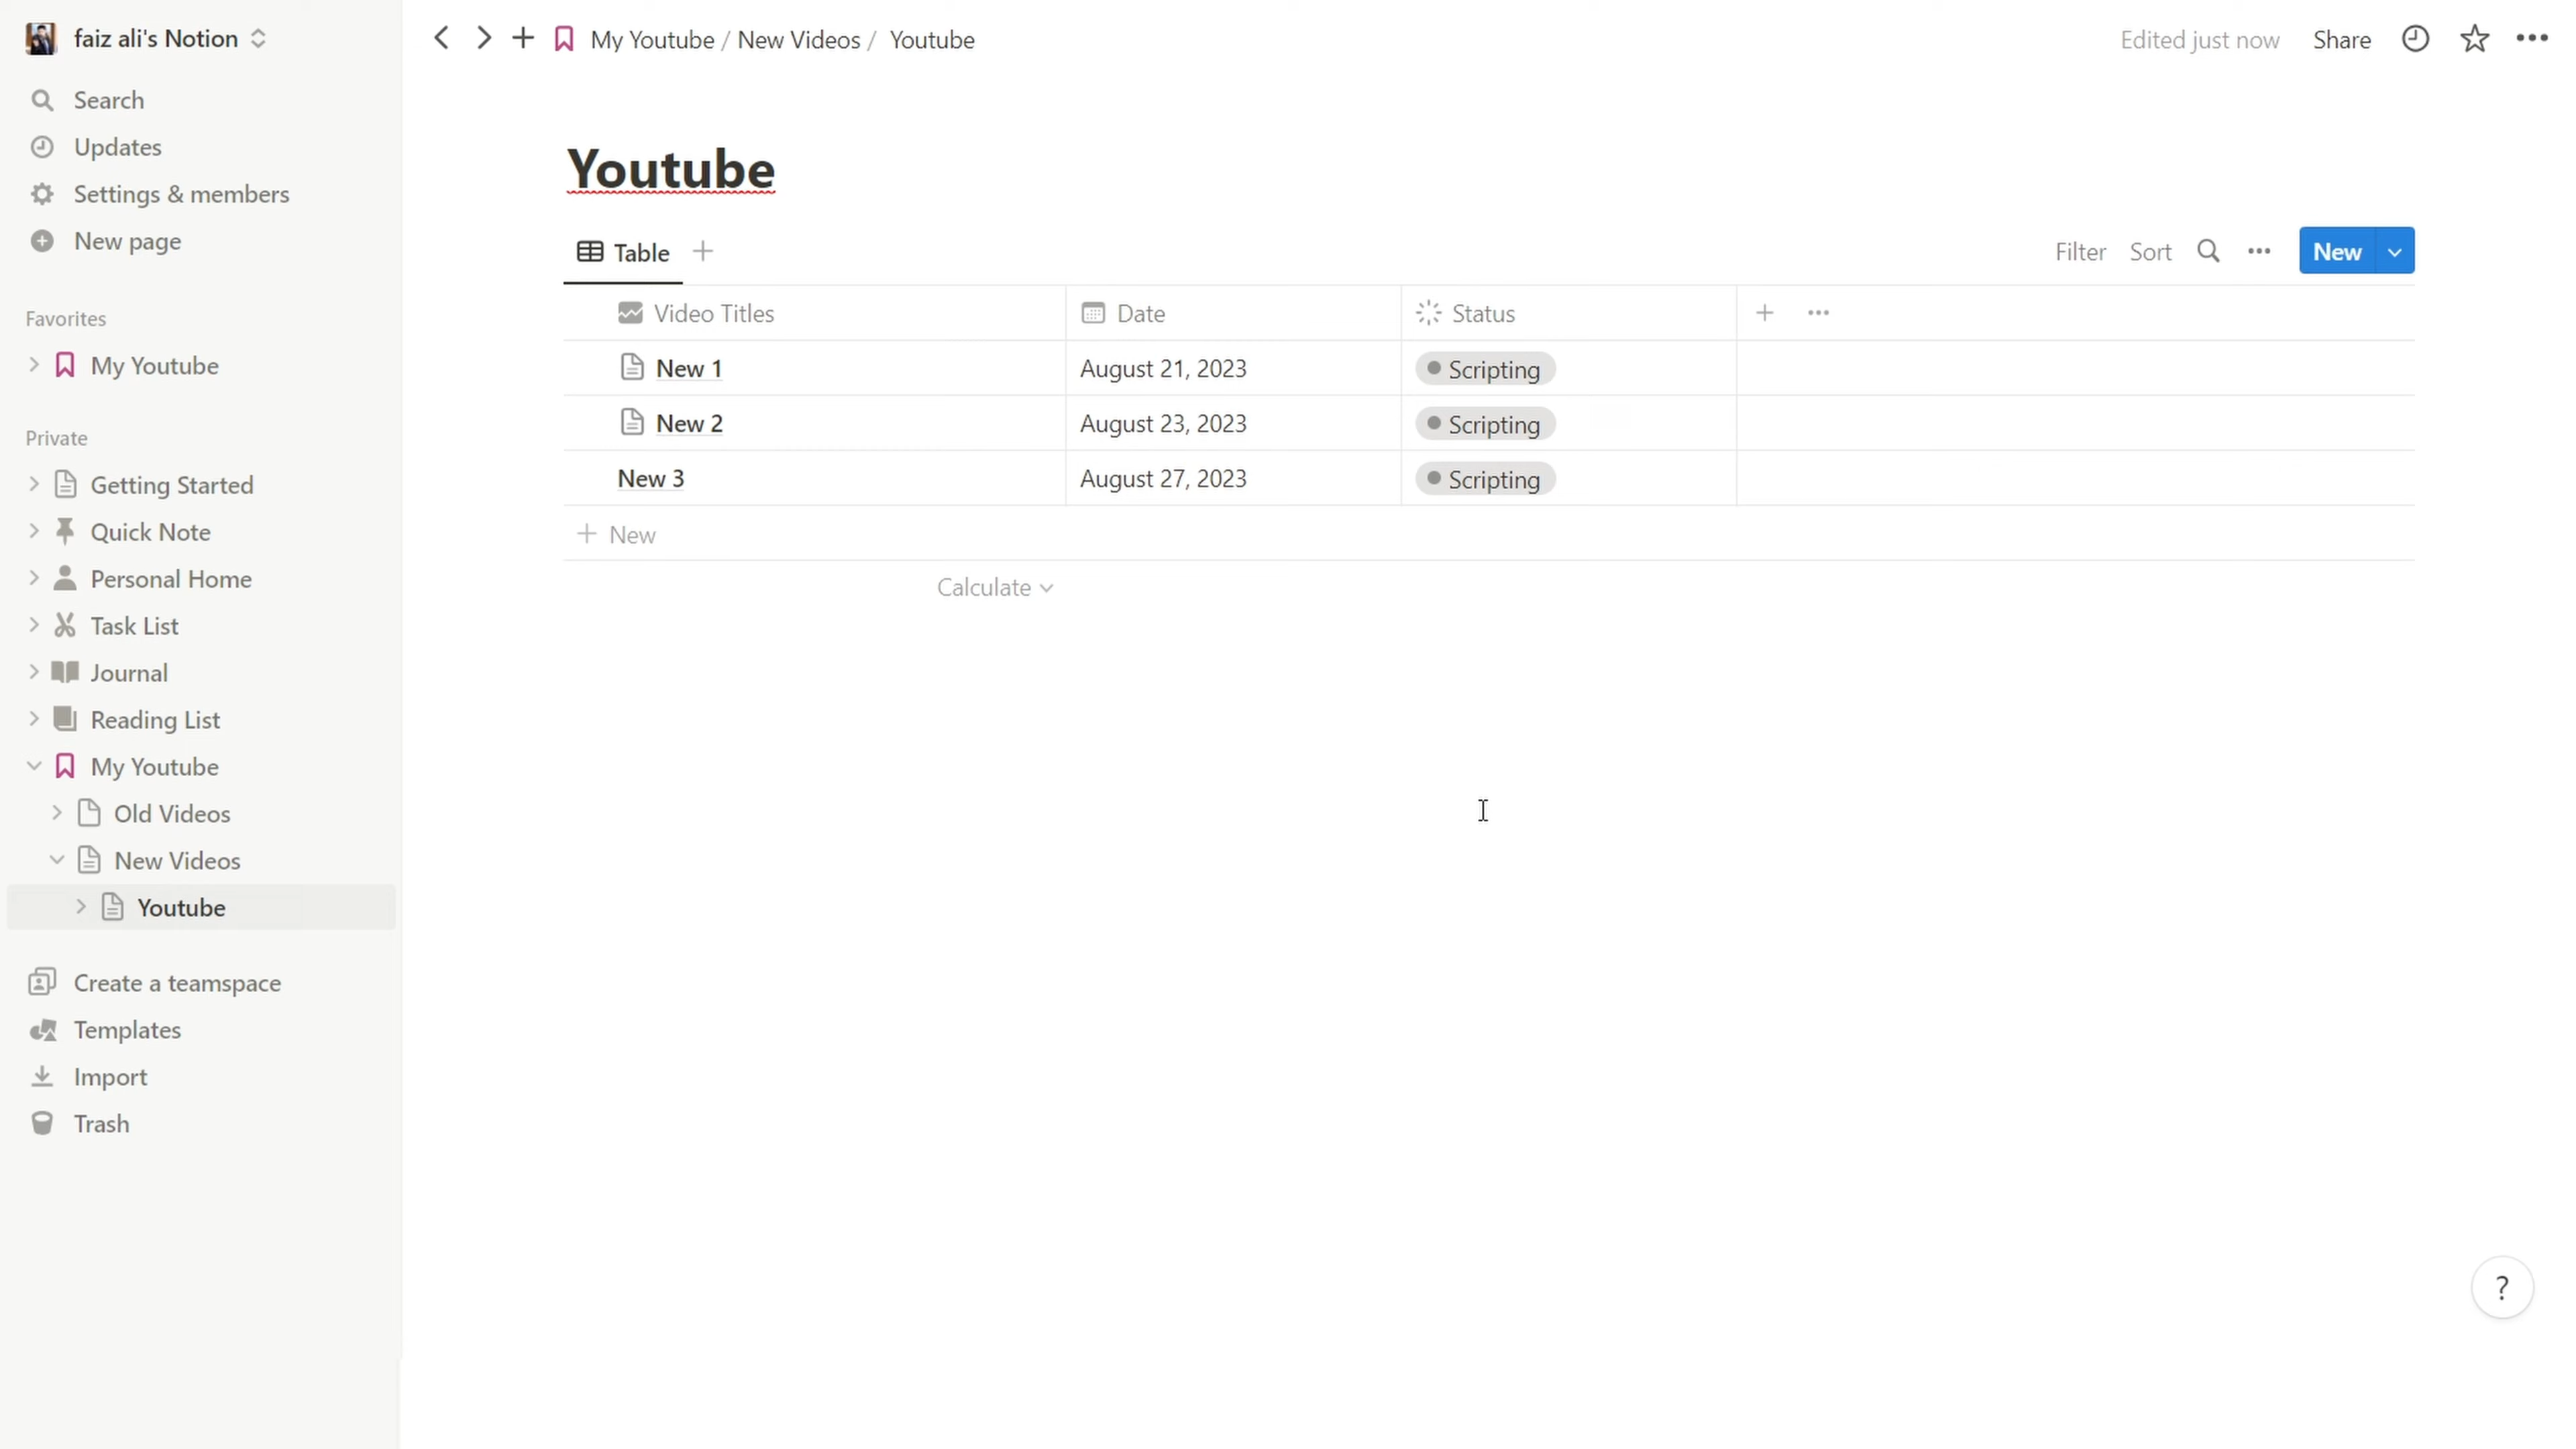 faiz ali's Notion
Search
Updates
Settings & members
New page
Favorites
My Youtube
Private
Getting Started
Quick Note
Personal Home
Task List
Journal
Reading List
My Youtube
Old Videos
New Videos
Youtube
Create a teamspace
Templates
Import
Trash
My Youtube / New Videos / Youtube
Edited just now Share
Youtube
Table
Filter Sort New
Video Titles Date Status
New 1 August 21, 2023 Scripting
New 2 August 23, 2023 Scripting
New 3 August 27, 2023 Scripting
+ New
Calculate
?